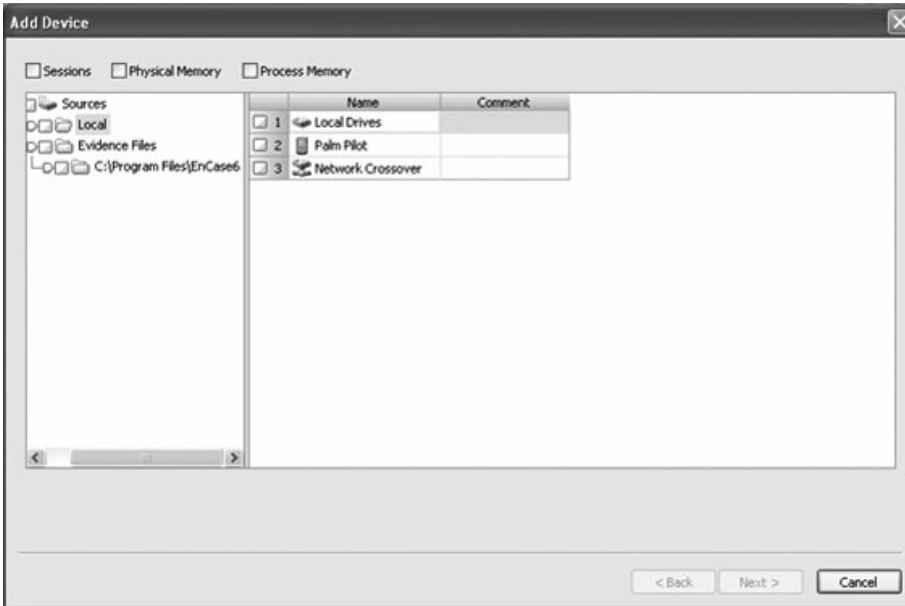 Add Device
Sessions Physical Memory Process Memory
Sources
Local
Evidence Files
C:\Program Files\EnCase6
Name Comment
1 Local Drives
2 Palm Pilot
3 Network Crossover
< Back Next > Cancel